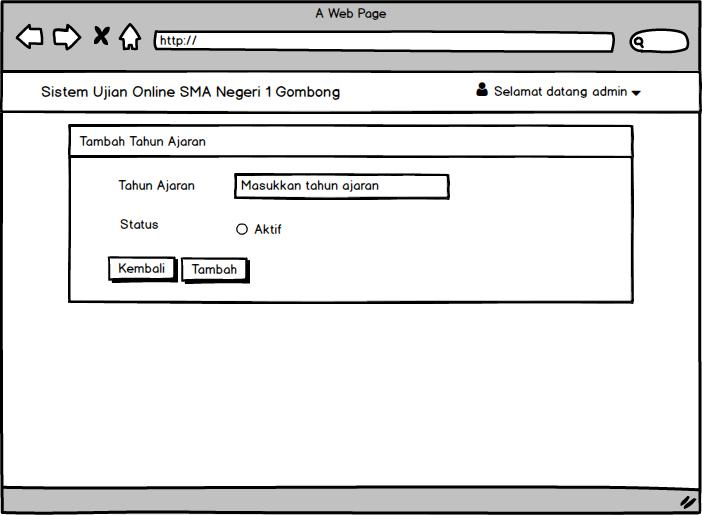 A Web Page
http://
Sistem Ujian Online SMA Negeri 1 Gombong
Selamat datang admin
Tambah Tahun Ajaran
Tahun Ajaran
Masukkan tahun ajaran
Status
Aktif
Kembali
Tambah